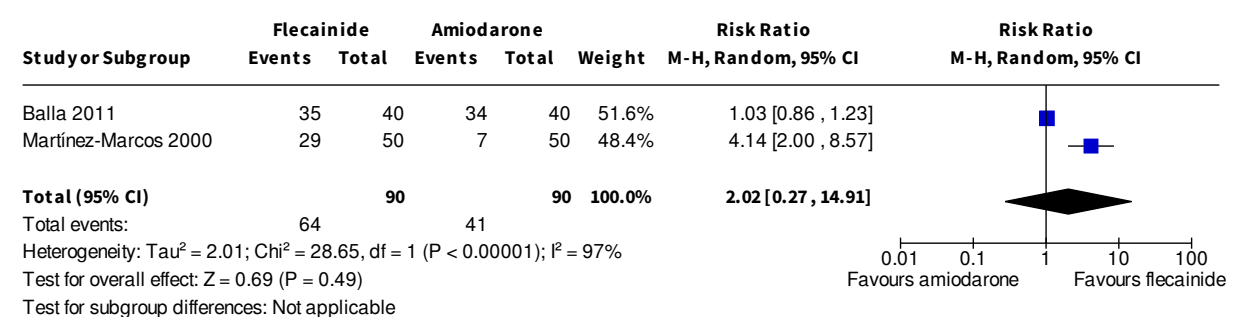 Flecainide Amiodarone Risk Ratio Risk Ratio
Study or Subgroup Events Total Events Total Weight M-H, Random, 95% CI M-H, Random, 95% CI
Balla 2011 35 40 34 40 51.6% 1.03 [0.86 , 1.23]
Martínez-Marcos 2000 29 50 7 50 48.4% 4.14 [2.00 , 8.57]
Total (95% CI) 90 90 100.0% 2.02 [0.27 , 14.91]
Total events: 64 41
Heterogeneity: Tau² = 2.01; Chi² = 28.65, df = 1 (P < 0.00001); I² = 97%
0.01 0.1 1 10 100
Test for overall effect: Z = 0.69 (P = 0.49)
Favours amiodarone Favours flecainide
Test for subgroup differences: Not applicable